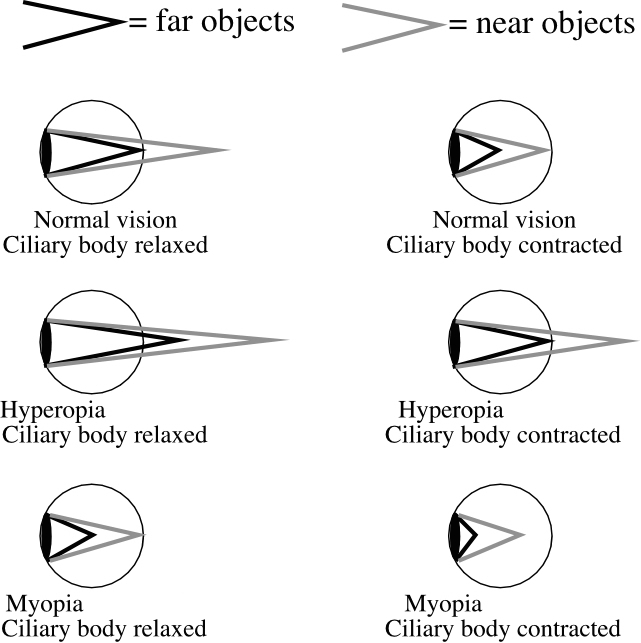 = far objects
= near objects
Normal vision
Ciliary body relaxed
Normal vision
Ciliary body contracted
Hyperopia
Ciliary body relaxed
Hyperopia
Ciliary body contracted
Myopia
Ciliary body relaxed
Myopia
Ciliary body contracted